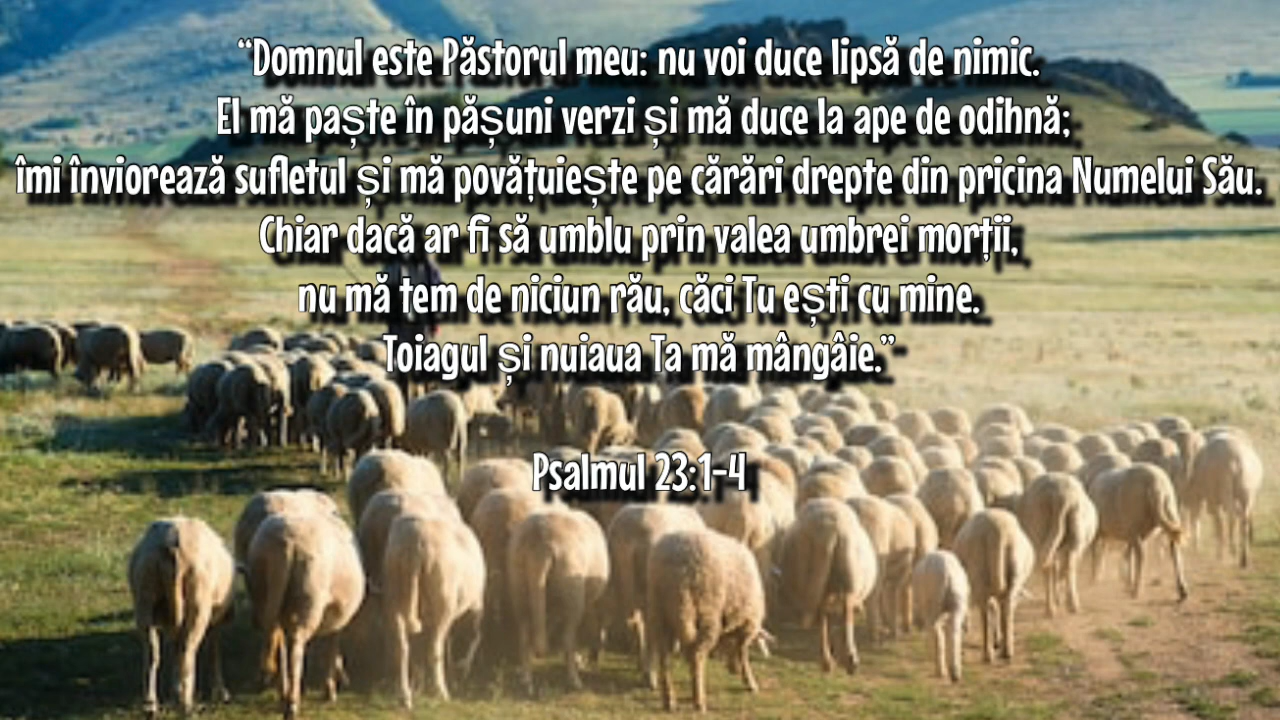 “Domnul este Păstorul meu: nu voi duce lipsă de nimic.
El mă paște în pășuni verzi și mă duce la ape de odihnă;
îmi înviorează sufletul și mă povățuiește pe cărări drepte din pricina Numelui Său.
Chiar dacă ar fi să umblu prin valea umbrei morții,
nu mă tem de niciun rău, căci Tu ești cu mine.
Toiagul și nuiaua Ta mă mângâie.”
Psalmul 23:1-4